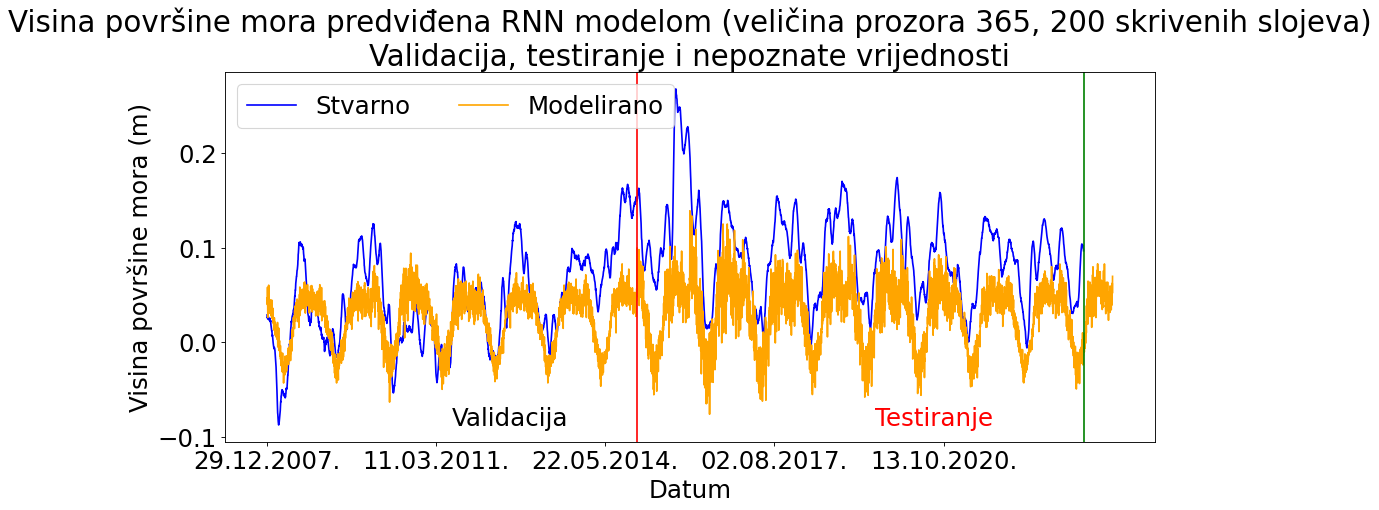 Visina površine mora predviđena RNN modelom (veličina prozora 365, 200 skrivenih slojeva)
Validacija, testiranje i nepoznate vrijednosti
Stvarno
Modelirano
Visina površine mora (m)
0.2
0.1
0.0
−0.1
Validacija
Testiranje
29.12.2007.
11.03.2011.
22.05.2014.
02.08.2017.
13.10.2020.
Datum